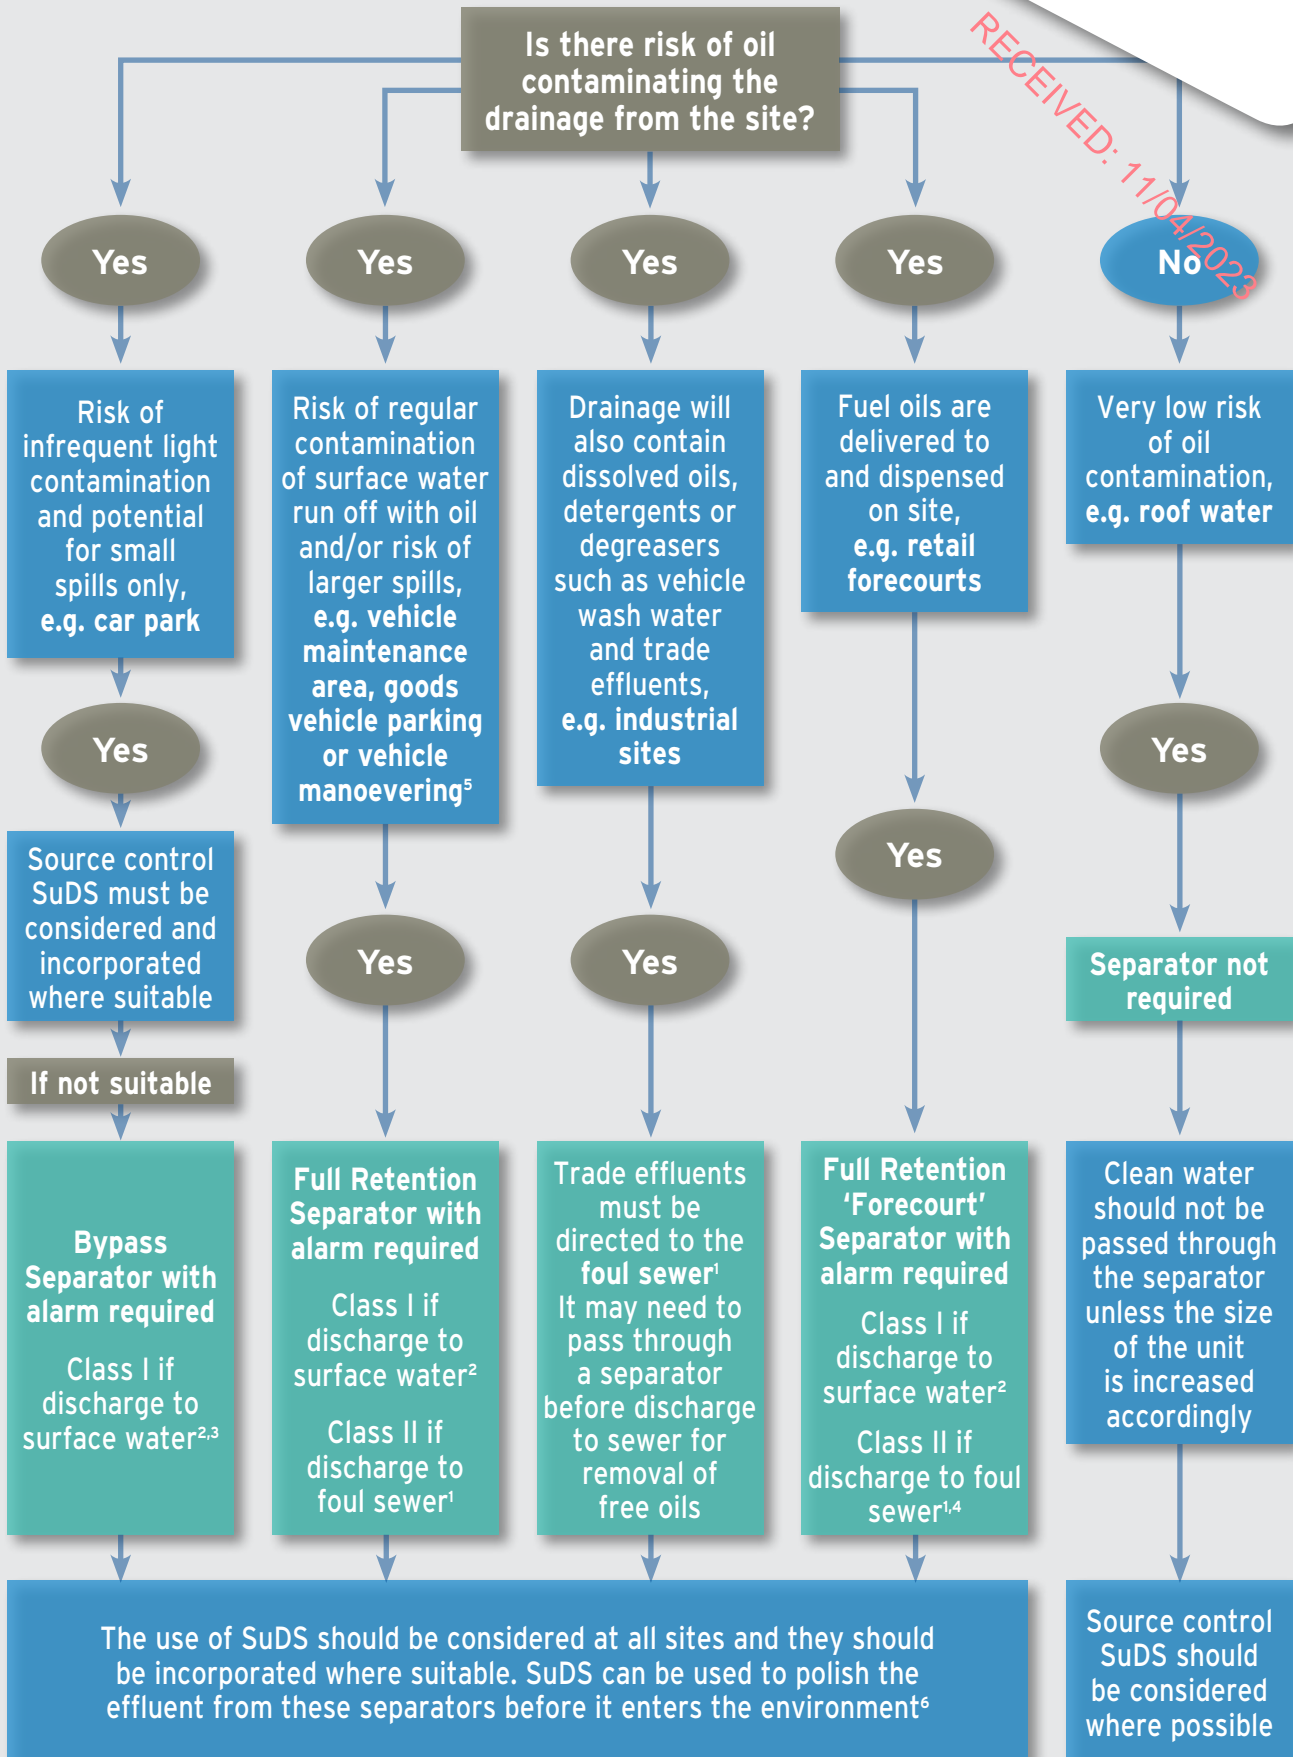 Is there risk of oil
contaminating the
drainage from the site?
RECEIVED: 11/04/2023
Yes
Yes
Yes
Yes
No
Risk of
infrequent light
contamination
and potential
for small
spills only,
e.g. car park
Risk of regular
contamination
of surface water
run off with oil
and/or risk of
larger spills,
e.g. vehicle
maintenance
area, goods
vehicle parking
or vehicle
manoevering⁵
Drainage will
also contain
dissolved oils,
detergents or
degreasers
such as vehicle
wash water
and trade
effluents,
e.g. industrial
sites
Fuel oils are
delivered to
and dispensed
on site,
e.g. retail
forecourts
Very low risk
of oil
contamination,
e.g. roof water
Yes
Yes
Yes
Yes
Yes
Source control
SuDS must be
considered and
incorporated
where suitable
If not suitable
Separator not
required
Bypass
Separator with
alarm required
Class I if
discharge to
surface water²,³
Full Retention
Separator with
alarm required
Class I if
discharge to
surface water²
Class II if
discharge to
foul sewer¹
Trade effluents
must be
directed to the
foul sewer¹
It may need to
pass through
a separator
before discharge
to sewer for
removal of
free oils
Full Retention
‘Forecourt’
Separator with
alarm required
Class I if
discharge to
surface water²
Class II if
discharge to foul
sewer¹,⁴
Clean water
should not be
passed through
the separator
unless the size
of the unit
is increased
accordingly
The use of SuDS should be considered at all sites and they should
be incorporated where suitable. SuDS can be used to polish the
effluent from these separators before it enters the environment⁶
Source control
SuDS should
be considered
where possible